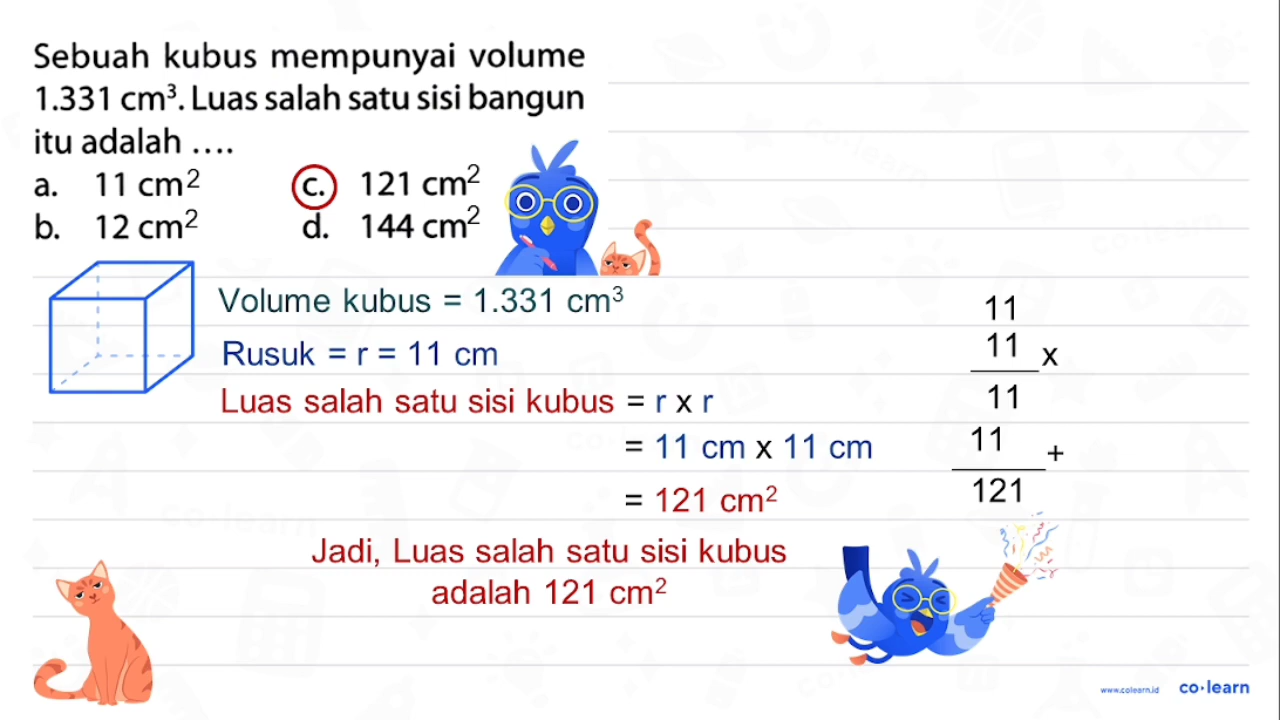 Sebuah kubus mempunyai volume
1.331 cm³. Luas salah satu sisi bangun
itu adalah ....
a. 11 cm² c. 121 cm²
b. 12 cm² d. 144 cm²
Volume kubus = 1.331 cm³
Rusuk = r = 11 cm
Luas salah satu sisi kubus = r x r
= 11 cm x 11 cm
= 121 cm²
Jadi, Luas salah satu sisi kubus
adalah 121 cm²
11
11 x
11
11 +
121
www.colearn.id co·learn